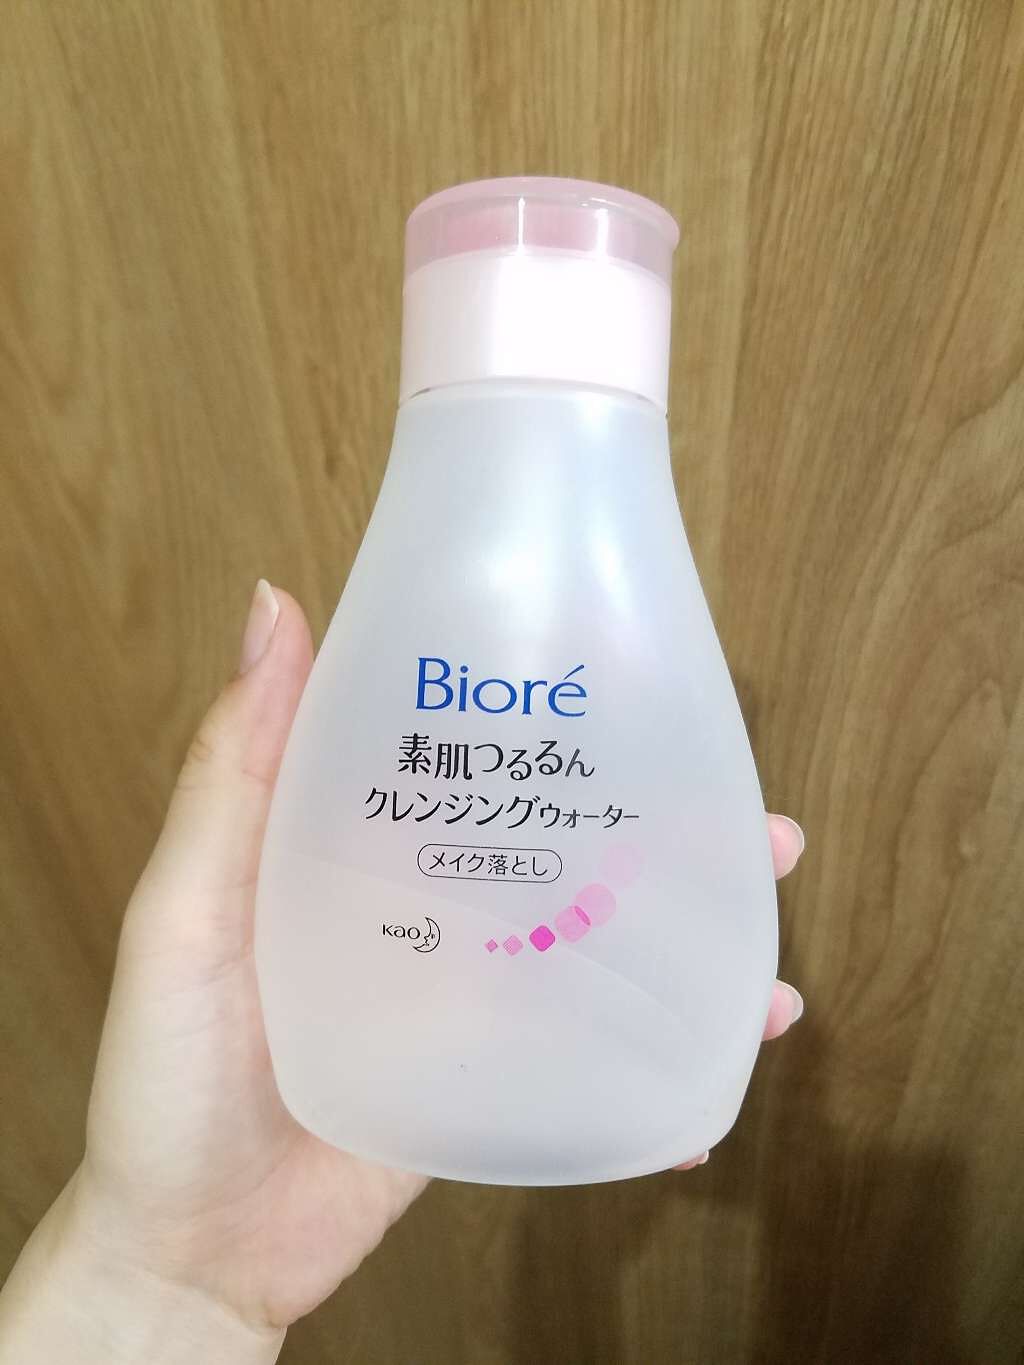 Bioré
素肌つるるん
クレンジングウォーター
メイク落とし
Kao